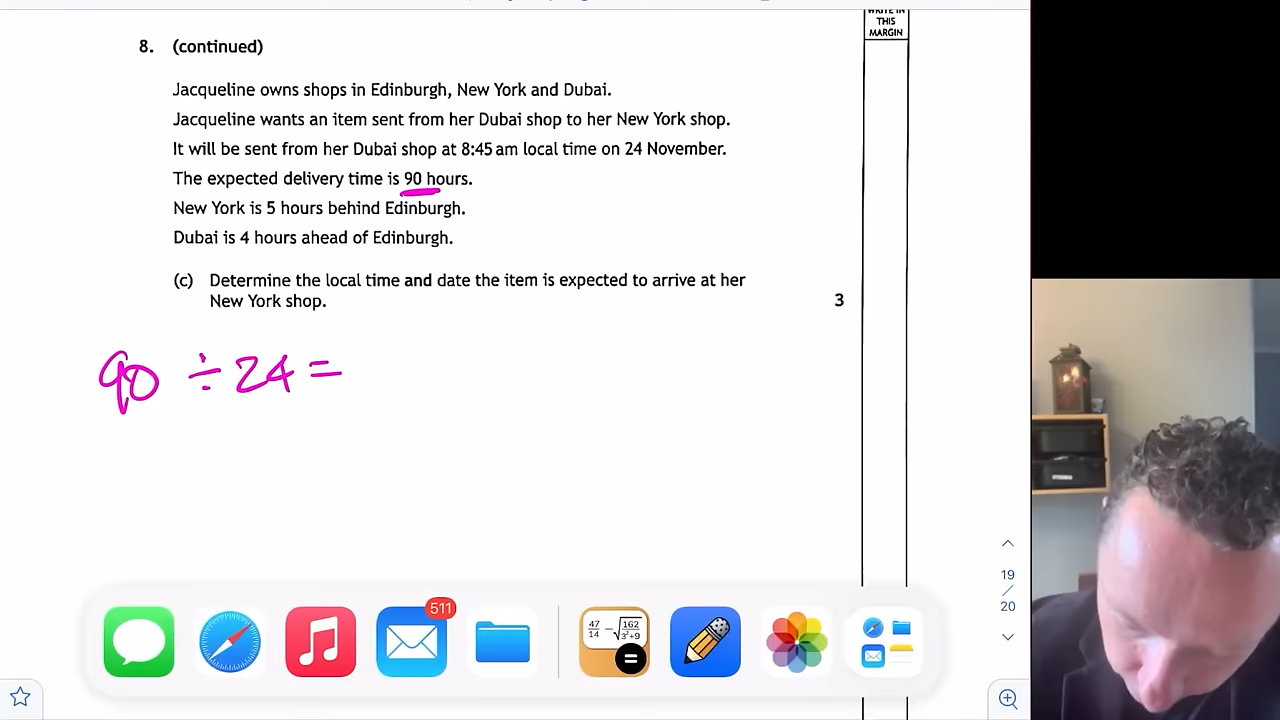 WRITE IN
THIS
MARGIN
8. (continued)
Jacqueline owns shops in Edinburgh, New York and Dubai.
Jacqueline wants an item sent from her Dubai shop to her New York shop.
It will be sent from her Dubai shop at 8:45 am local time on 24 November.
The expected delivery time is 90 hours.
New York is 5 hours behind Edinburgh.
Dubai is 4 hours ahead of Edinburgh.
(c) Determine the local time and date the item is expected to arrive at her
New York shop.
3
90 ÷ 24 =
19
/
20
511
47/14 - √162/3²+9
=